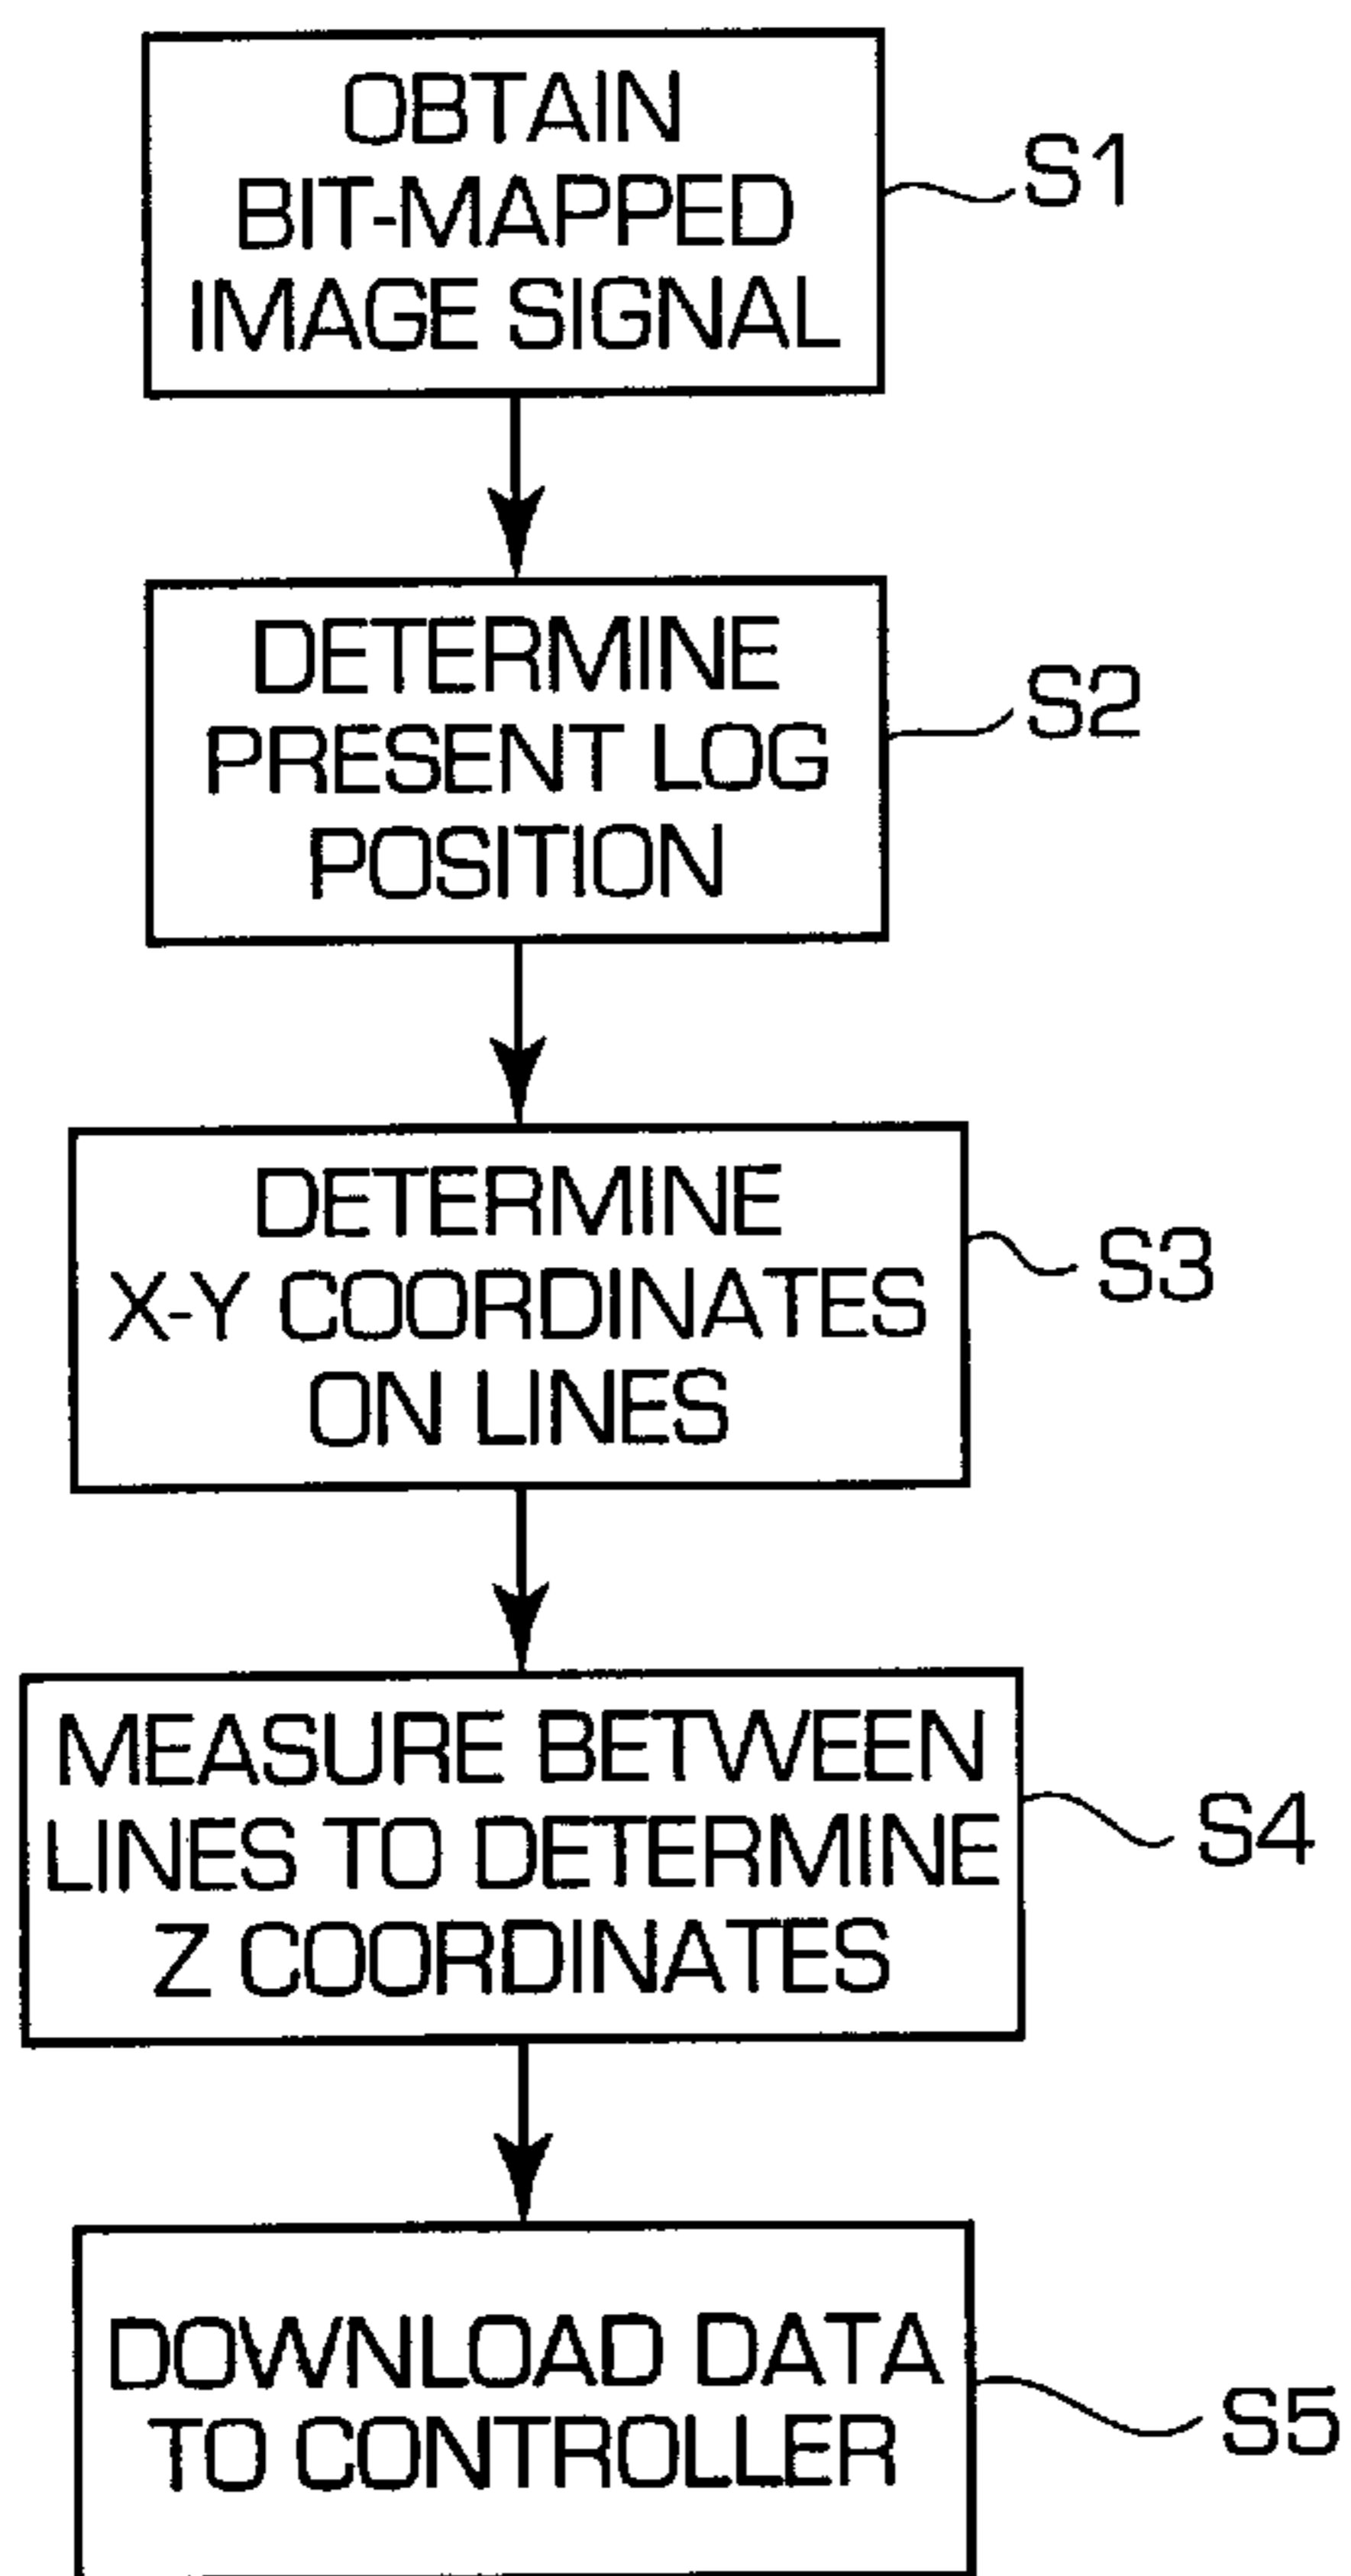 OBTAIN
BIT-MAPPED
IMAGE SIGNAL
S1
DETERMINE
PRESENT LOG
POSITION
S2
DETERMINE
X-Y COORDINATES
ON LINES
S3
MEASURE BETWEEN
LINES TO DETERMINE
Z COORDINATES
S4
DOWNLOAD DATA
TO CONTROLLER
S5